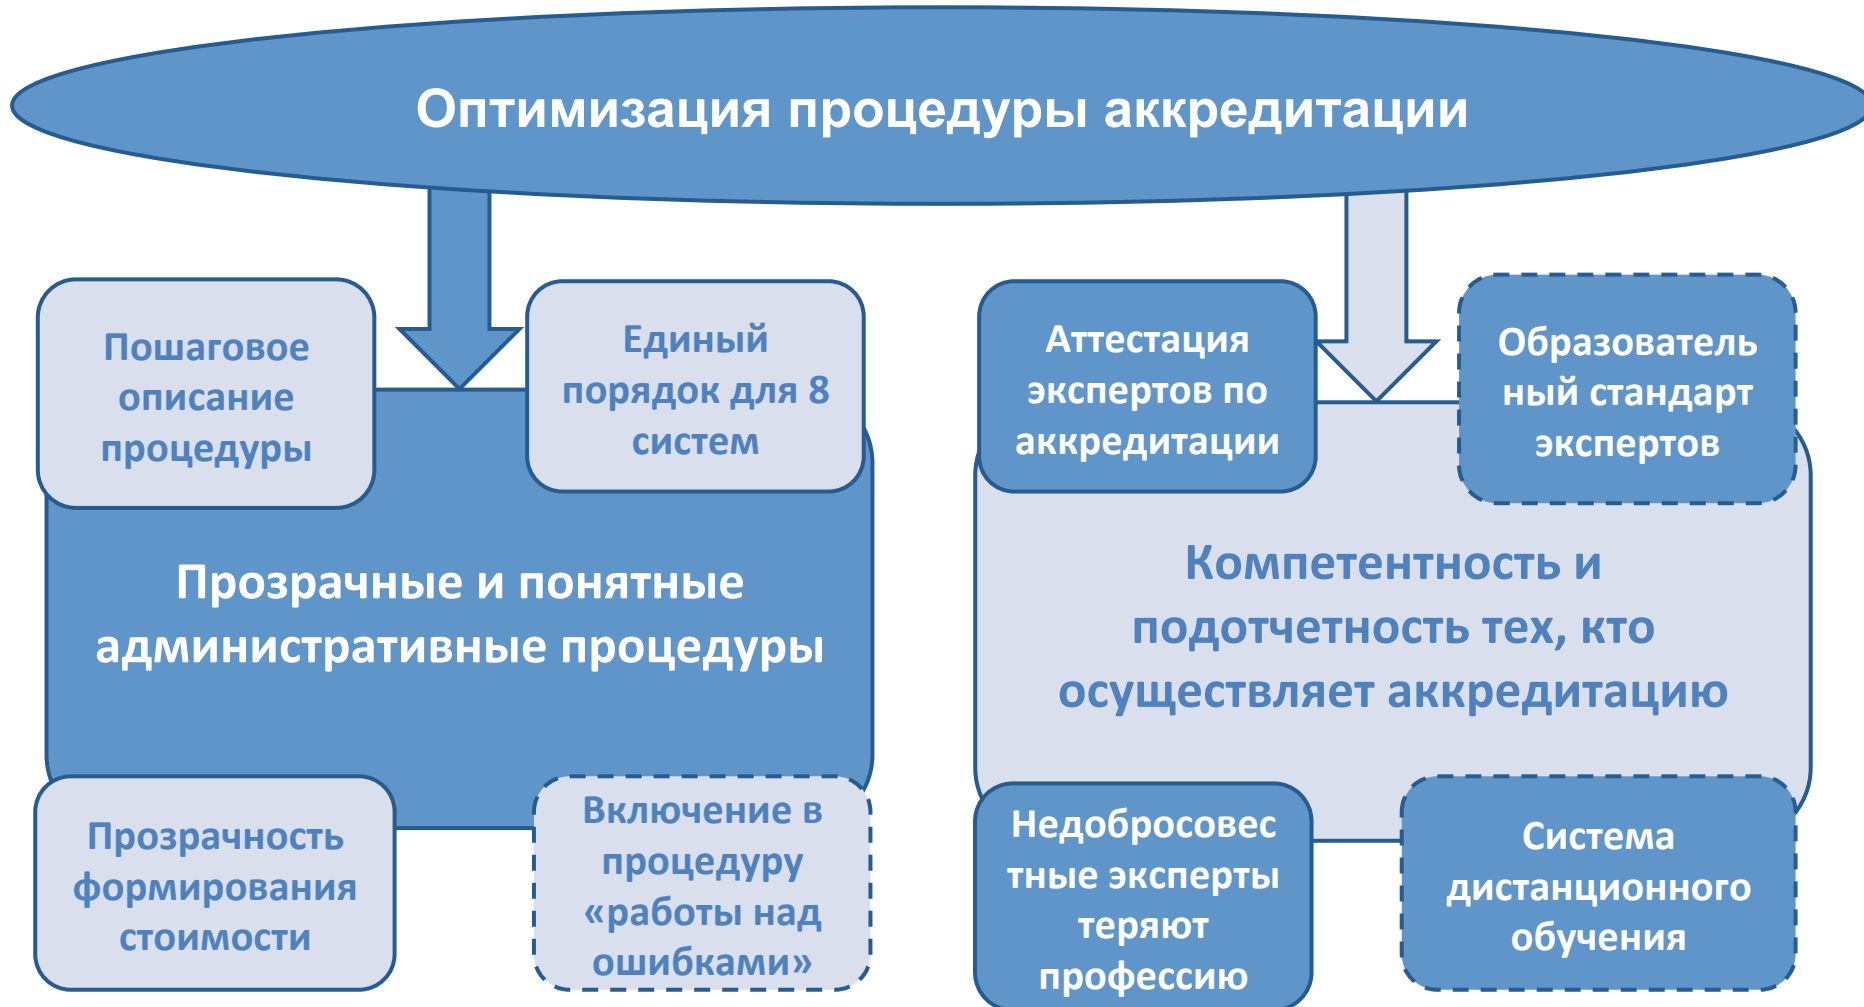 Оптимизация процедуры аккредитации
Пошаговое
описание
процедуры
Единый
порядок для 8
систем
Прозрачные и понятные
административные процедуры
Прозрачность
формирования
стоимости
Включение в
процедуру
«работы над
ошибками»
Аттестация
экспертов по
аккредитации
Образователь
ный стандарт
экспертов
Компетентность и
подотчетность тех, кто
осуществляет аккредитацию
Недобросовес
тные эксперты
теряют
профессию
Система
дистанционного
обучения